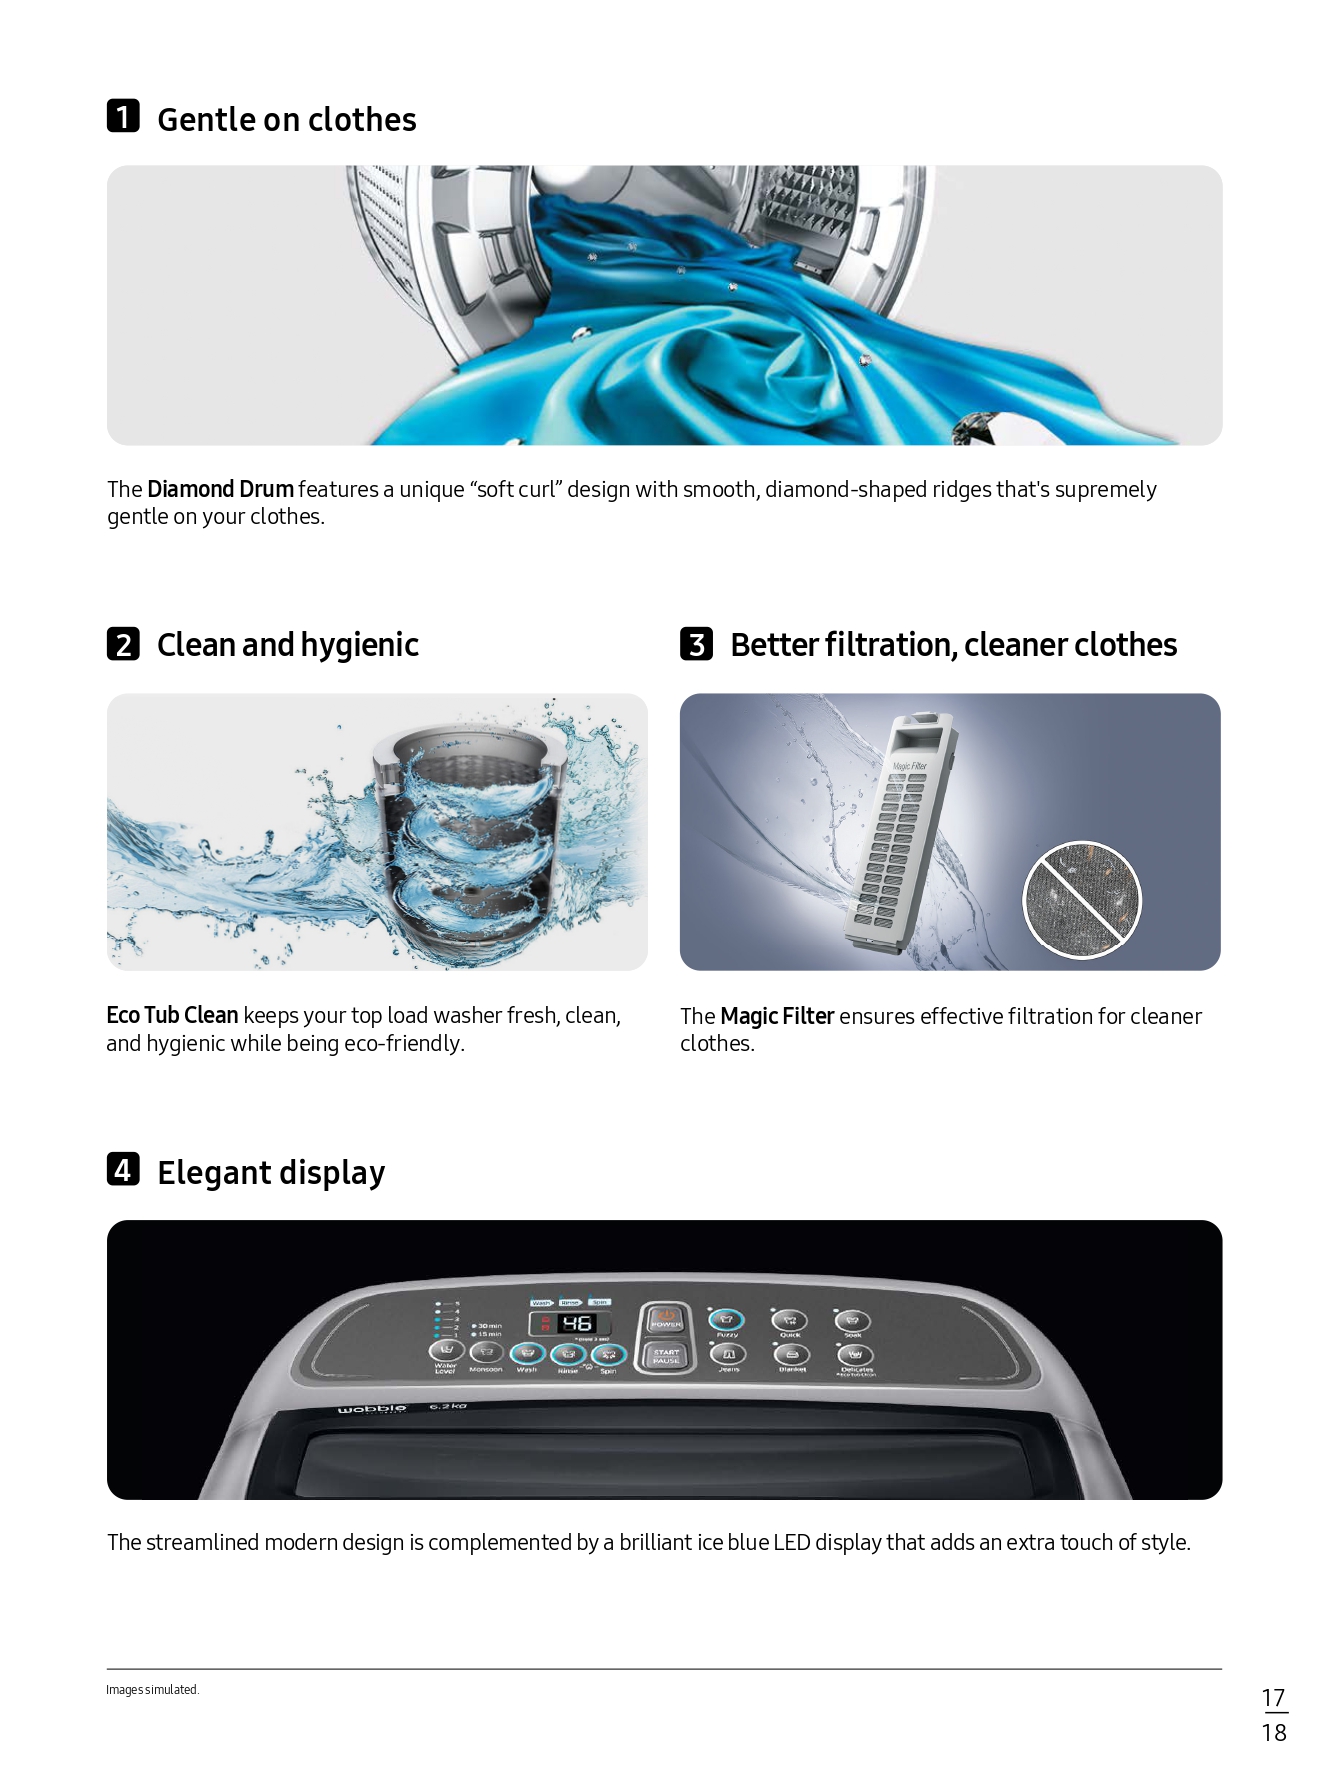 1 Gentle on clothes
The Diamond Drum features a unique “soft curl” design with smooth, diamond-shaped ridges that's supremely
gentle on your clothes.
2 Clean and hygienic
3 Better filtration, cleaner clothes
Magic Filter
Eco Tub Clean keeps your top load washer fresh, clean,
and hygienic while being eco-friendly.
The Magic Filter ensures effective filtration for cleaner
clothes.
4 Elegant display
5
4
3
2
1
30 min
15 min
Wash Rinse Spin
46
Water
Level
Monsoon
Wash
Rinse
Spin
POWER
START
PAUSE
Fuzzy
Quick
Soak
Jeans
Blanket
Delicates
wobble
6.2 kg
The streamlined modern design is complemented by a brilliant ice blue LED display that adds an extra touch of style.
Images simulated.
17
18